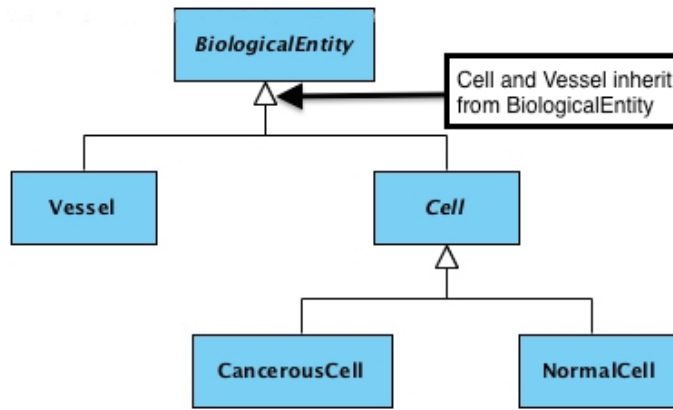 BiologicalEntity
Cell and Vessel inherit
from BiologicalEntity
Vessel
Cell
CancerousCell
NormalCell